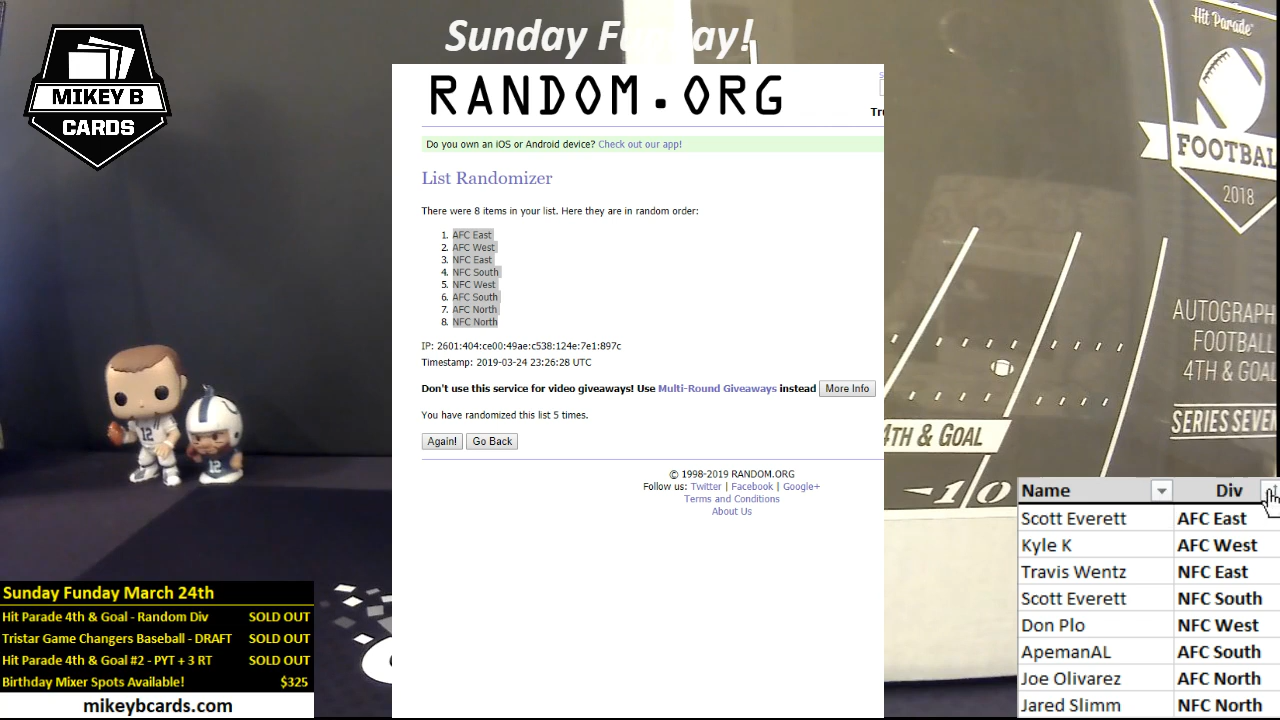 Sunday Fu day!
MIKEY B
CARDS
RANDOM.ORG
Tru
Do you own an iOS or Android device? Check out our app!
List Randomizer
There were 8 items in your list. Here they are in random order:
1. AFC East
2. AFC West
3. NFC East
4. NFC South
5. NFC West
6. AFC South
7. AFC North
8. NFC North
IP: 2601:404:ce00:49ae:c538:124e:7e1:897c
Timestamp: 2019-03-24 23:26:28 UTC
Don't use this service for video giveaways! Use Multi-Round Giveaways instead More Info
You have randomized this list 5 times.
Again! Go Back
© 1998-2019 RANDOM.ORG
Follow us: Twitter | Facebook | Google+
Terms and Conditions
About Us
Hit Parade
FOOTBAL
2018
AUTOGRAPH
FOOTBALL
4TH & GOAL
SERIES SEVEN
4TH & GOAL
-10
12
12
Name Div
Scott Everett AFC East
Kyle K AFC West
Travis Wentz NFC East
Scott Everett NFC South
Don Plo NFC West
ApemanAL AFC South
Joe Olivarez AFC North
Jared Slimm NFC North
Sunday Funday March 24th
Hit Parade 4th & Goal - Random Div SOLD OUT
Tristar Game Changers Baseball - DRAFT SOLD OUT
Hit Parade 4th & Goal #2 - PYT + 3 RT SOLD OUT
Birthday Mixer Spots Available! $325
mikeybcards.com